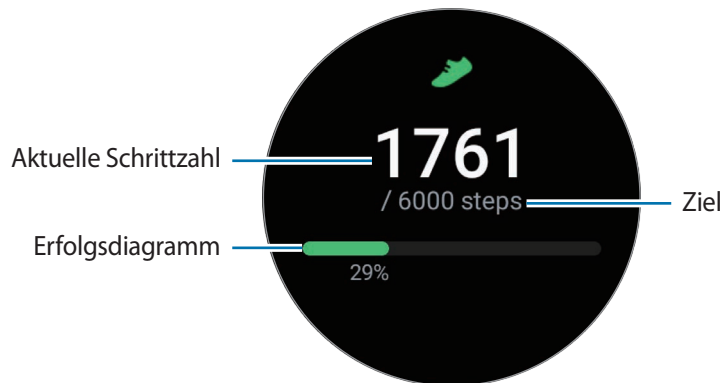 Aktuelle Schrittzahl
1761
/ 6000 steps
Ziel
Erfolgsdiagramm
29%